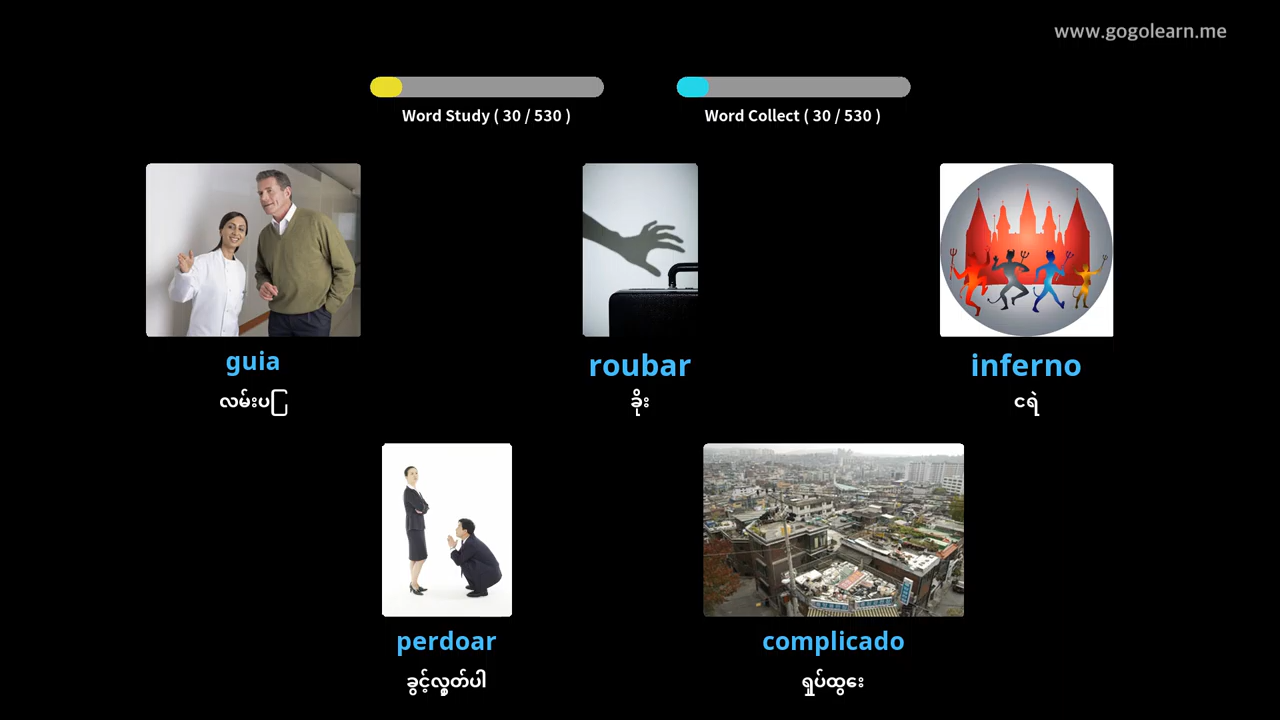 www.gogolearn.me
Word Study ( 30 / 530 )
Word Collect ( 30 / 530 )
guia
လမ်းပြ
roubar
ခိုး
inferno
ငရဲ
perdoar
ခွင့်လွှတ်ပါ
complicado
ရှုပ်ထွေး